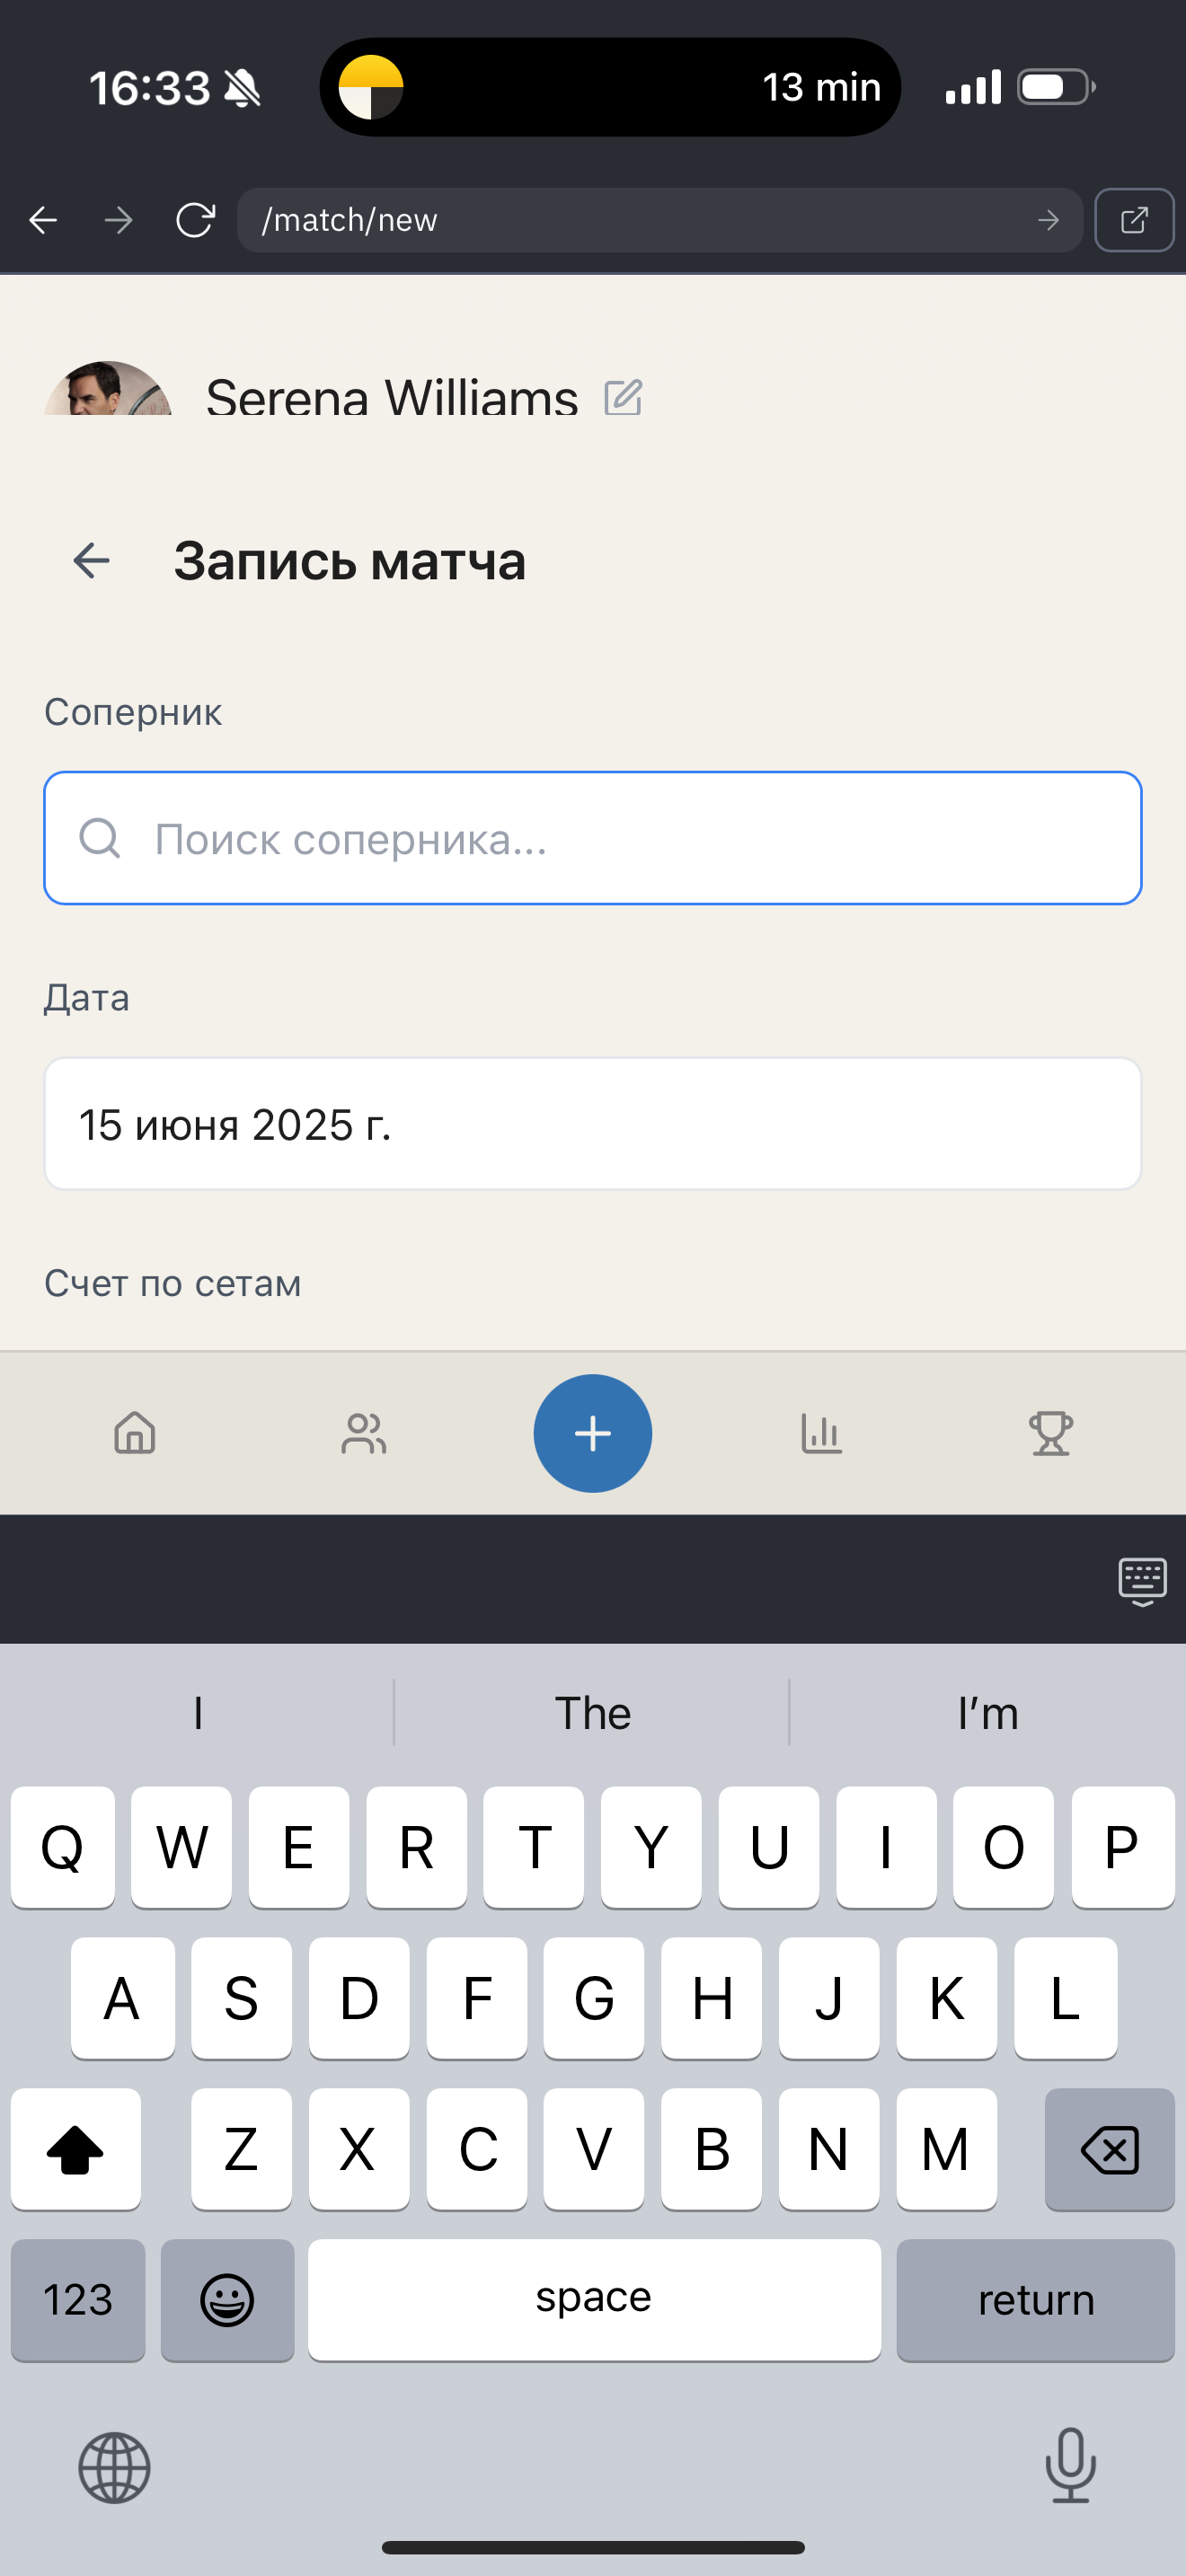 16:33
13 min
/match/new
Serena Williams
Запись матча
Соперник
Поиск соперника...
Дата
15 июня 2025 г.
Счет по сетам
I The I’m
Q W E R T Y U I O P
A S D F G H J K L
Z X C V B N M
123 space return